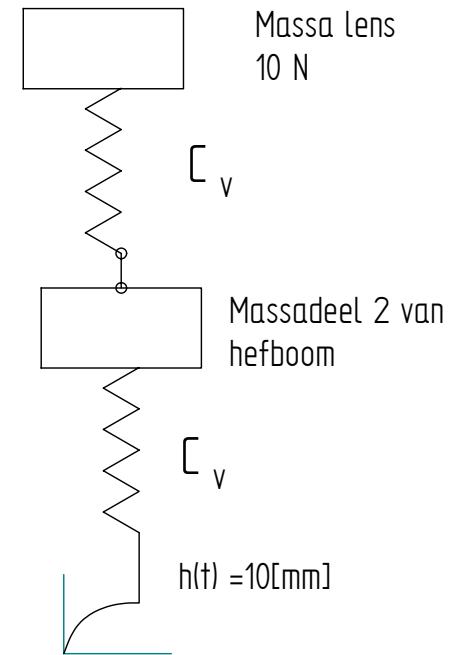 Massa lens
10 N
C v
Massadeel 2 van
hefboom
C v
h(t) =10[mm]